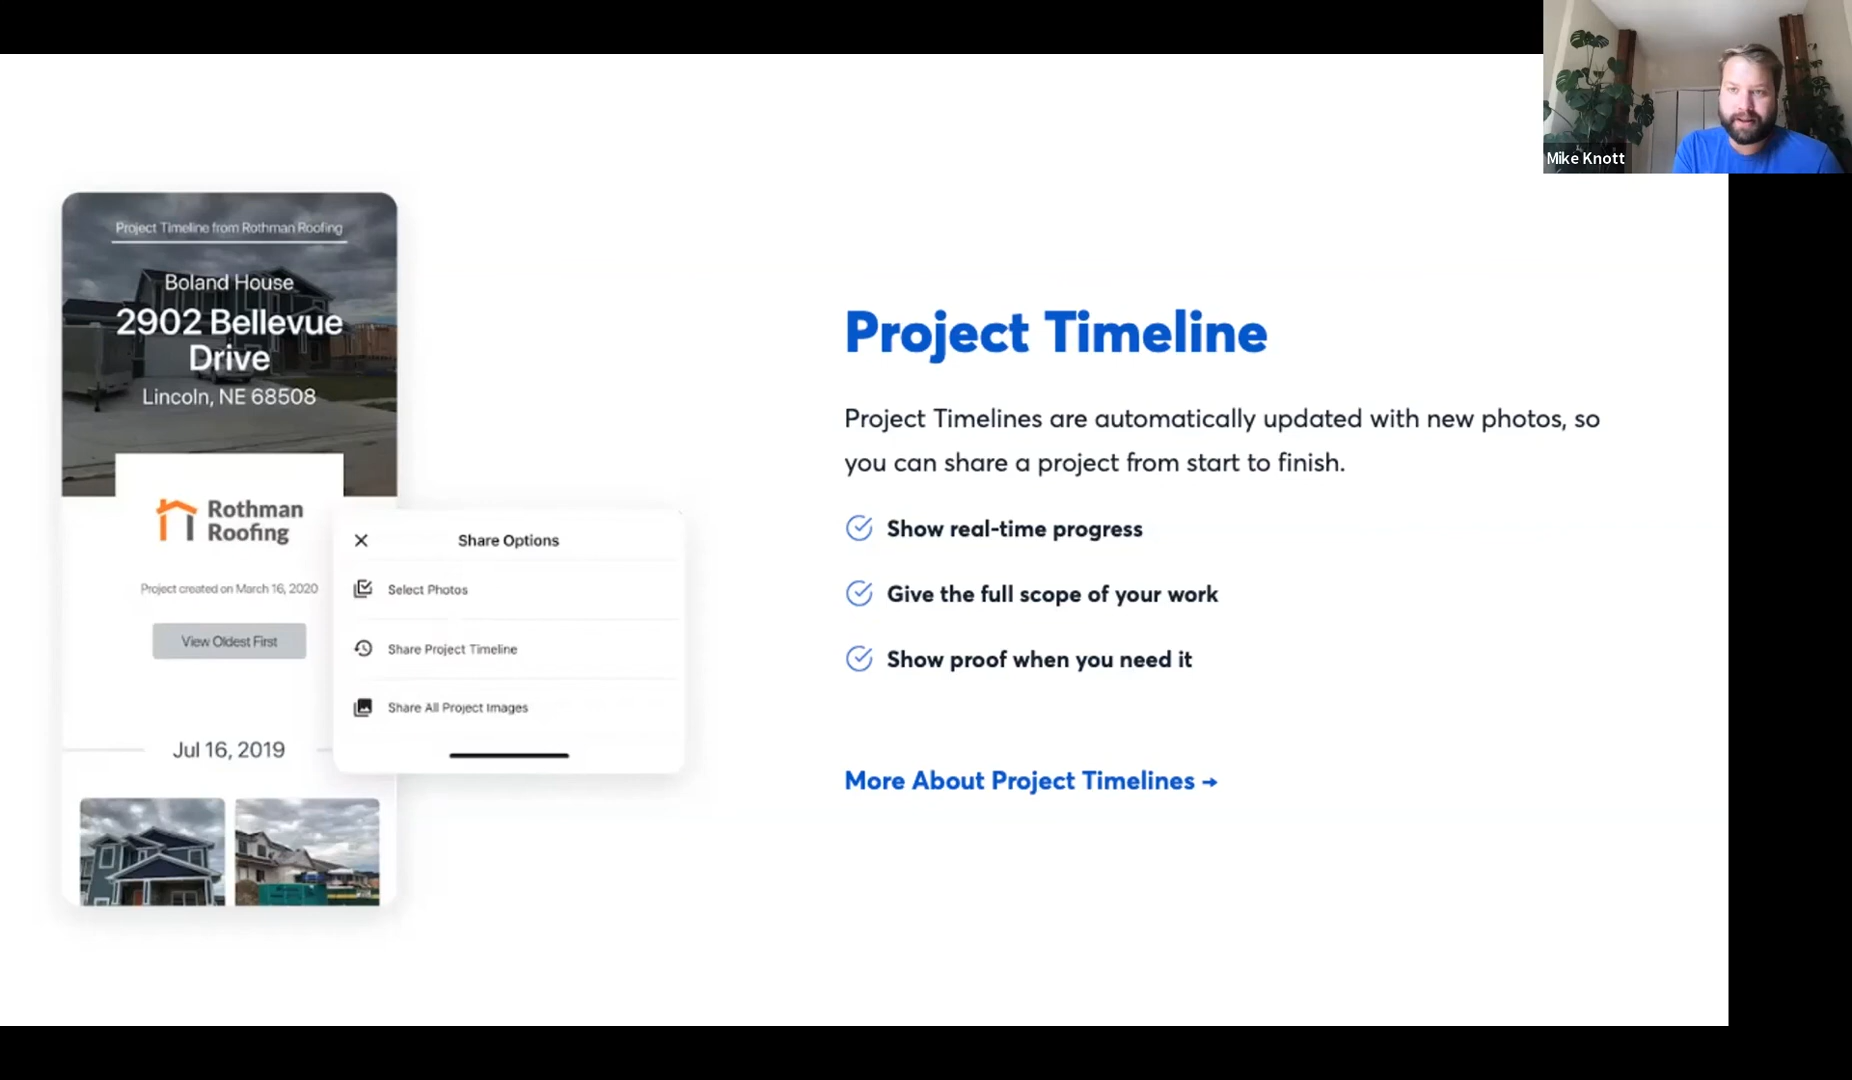 Mike Knott
Project Timeline from Rothman Roofing
Boland House
2902 Bellevue
Drive
Lincoln, NE 68508
Rothman
Roofing
Project created on March 16, 2020
View Oldest First
Jul 16, 2019
Share Options
Select Photos
Share Project Timeline
Share All Project Images
Project Timeline
Project Timelines are automatically updated with new photos, so
you can share a project from start to finish.
Show real-time progress
Give the full scope of your work
Show proof when you need it
More About Project Timelines →